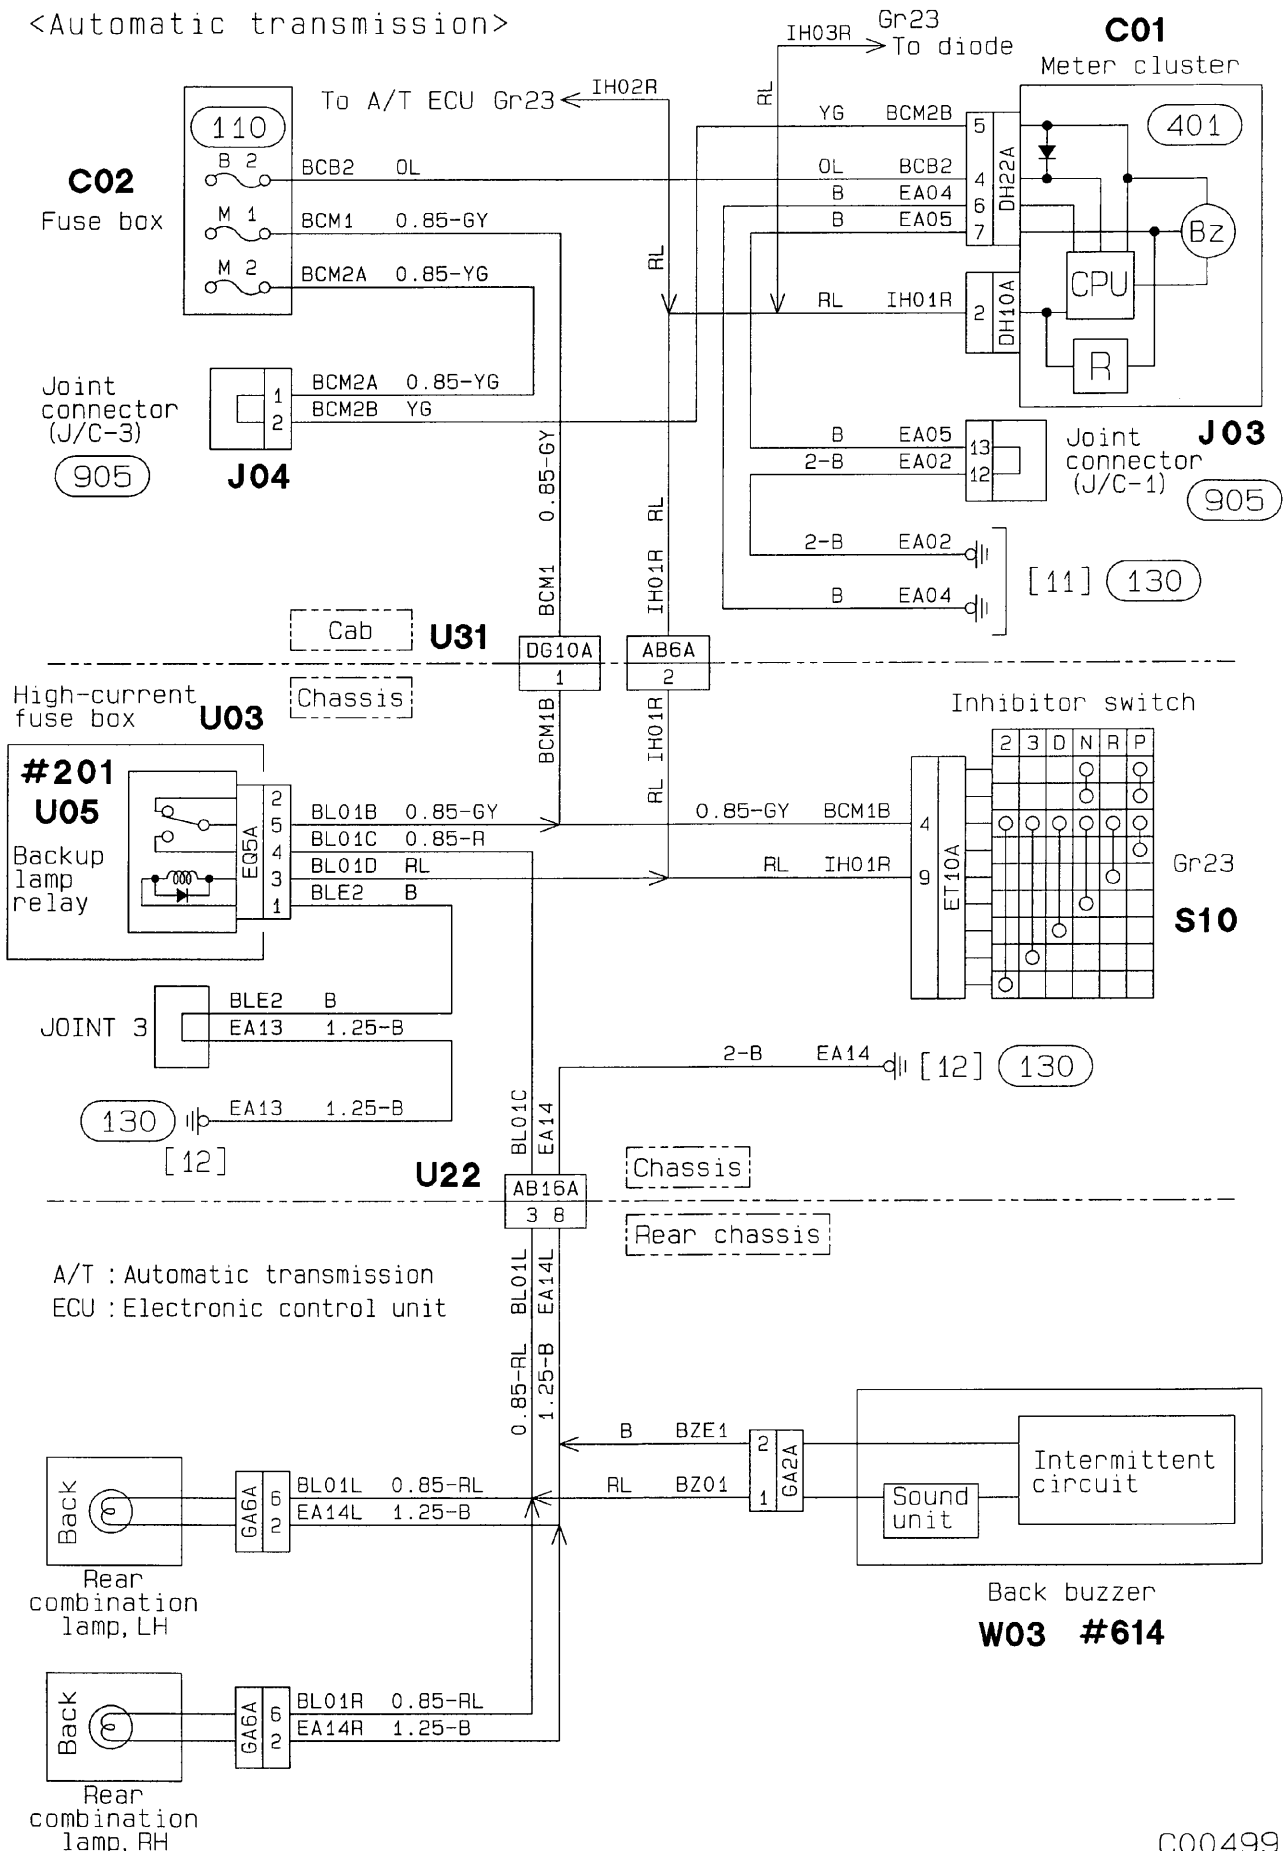 <Automatic transmission>
Gr23
IH03R To diode
C01
Meter cluster
To A/T ECU Gr23 IH02R
RL
110
401
C02
Fuse box
B 2
BCB2 OL
M 1
BCM1 0.85-GY
M 2
BCM2A 0.85-YG
YG BCM2B 5
OL BCB2 4
B EA04 6
B EA05 7
DH22A
Bz
CPU
RL
RL IH01R 2
DH10A
R
Joint
connector
(J/C-3)
905
BCM2A 0.85-YG
1
BCM2B YG
2
J04
J03
B EA05 13
2-B EA02 12
Joint
connector
(J/C-1)
905
BCM1 0.85-GY
IH01R RL
2-B EA02
B EA04
[11] 130
Cab
U31
DG10A
1
AB6A
2
Chassis
High-current
fuse box
U03
BCM1B
RL IH01R
Inhibitor switch
2 3 D N R P
#201
U05
Backup
lamp
relay
EQ5A
2
5 BL01B 0.85-GY
4 BL01C 0.85-R
3 BL01D RL
1 BLE2 B
0.85-GY BCM1B 4
RL IH01R 9
ET10A
Gr23
S10
JOINT 3
BLE2 B
EA13 1.25-B
130
EA13 1.25-B
[12]
2-B EA14 [12] 130
BL01C
EA14
U22
AB16A
3 8
Chassis
Rear chassis
A/T : Automatic transmission
ECU : Electronic control unit
0.85-RL BL01L
1.25-B EA14L
B BZE1 2
RL BZ01 1
GA2A
Intermittent
circuit
Sound
unit
Back buzzer
W03 #614
Back
GA6A
6 BL01L 0.85-RL
2 EA14L 1.25-B
Rear
combination
lamp, LH
Back
GA6A
6 BL01R 0.85-RL
2 EA14R 1.25-B
Rear
combination
lamp, RH
C00499